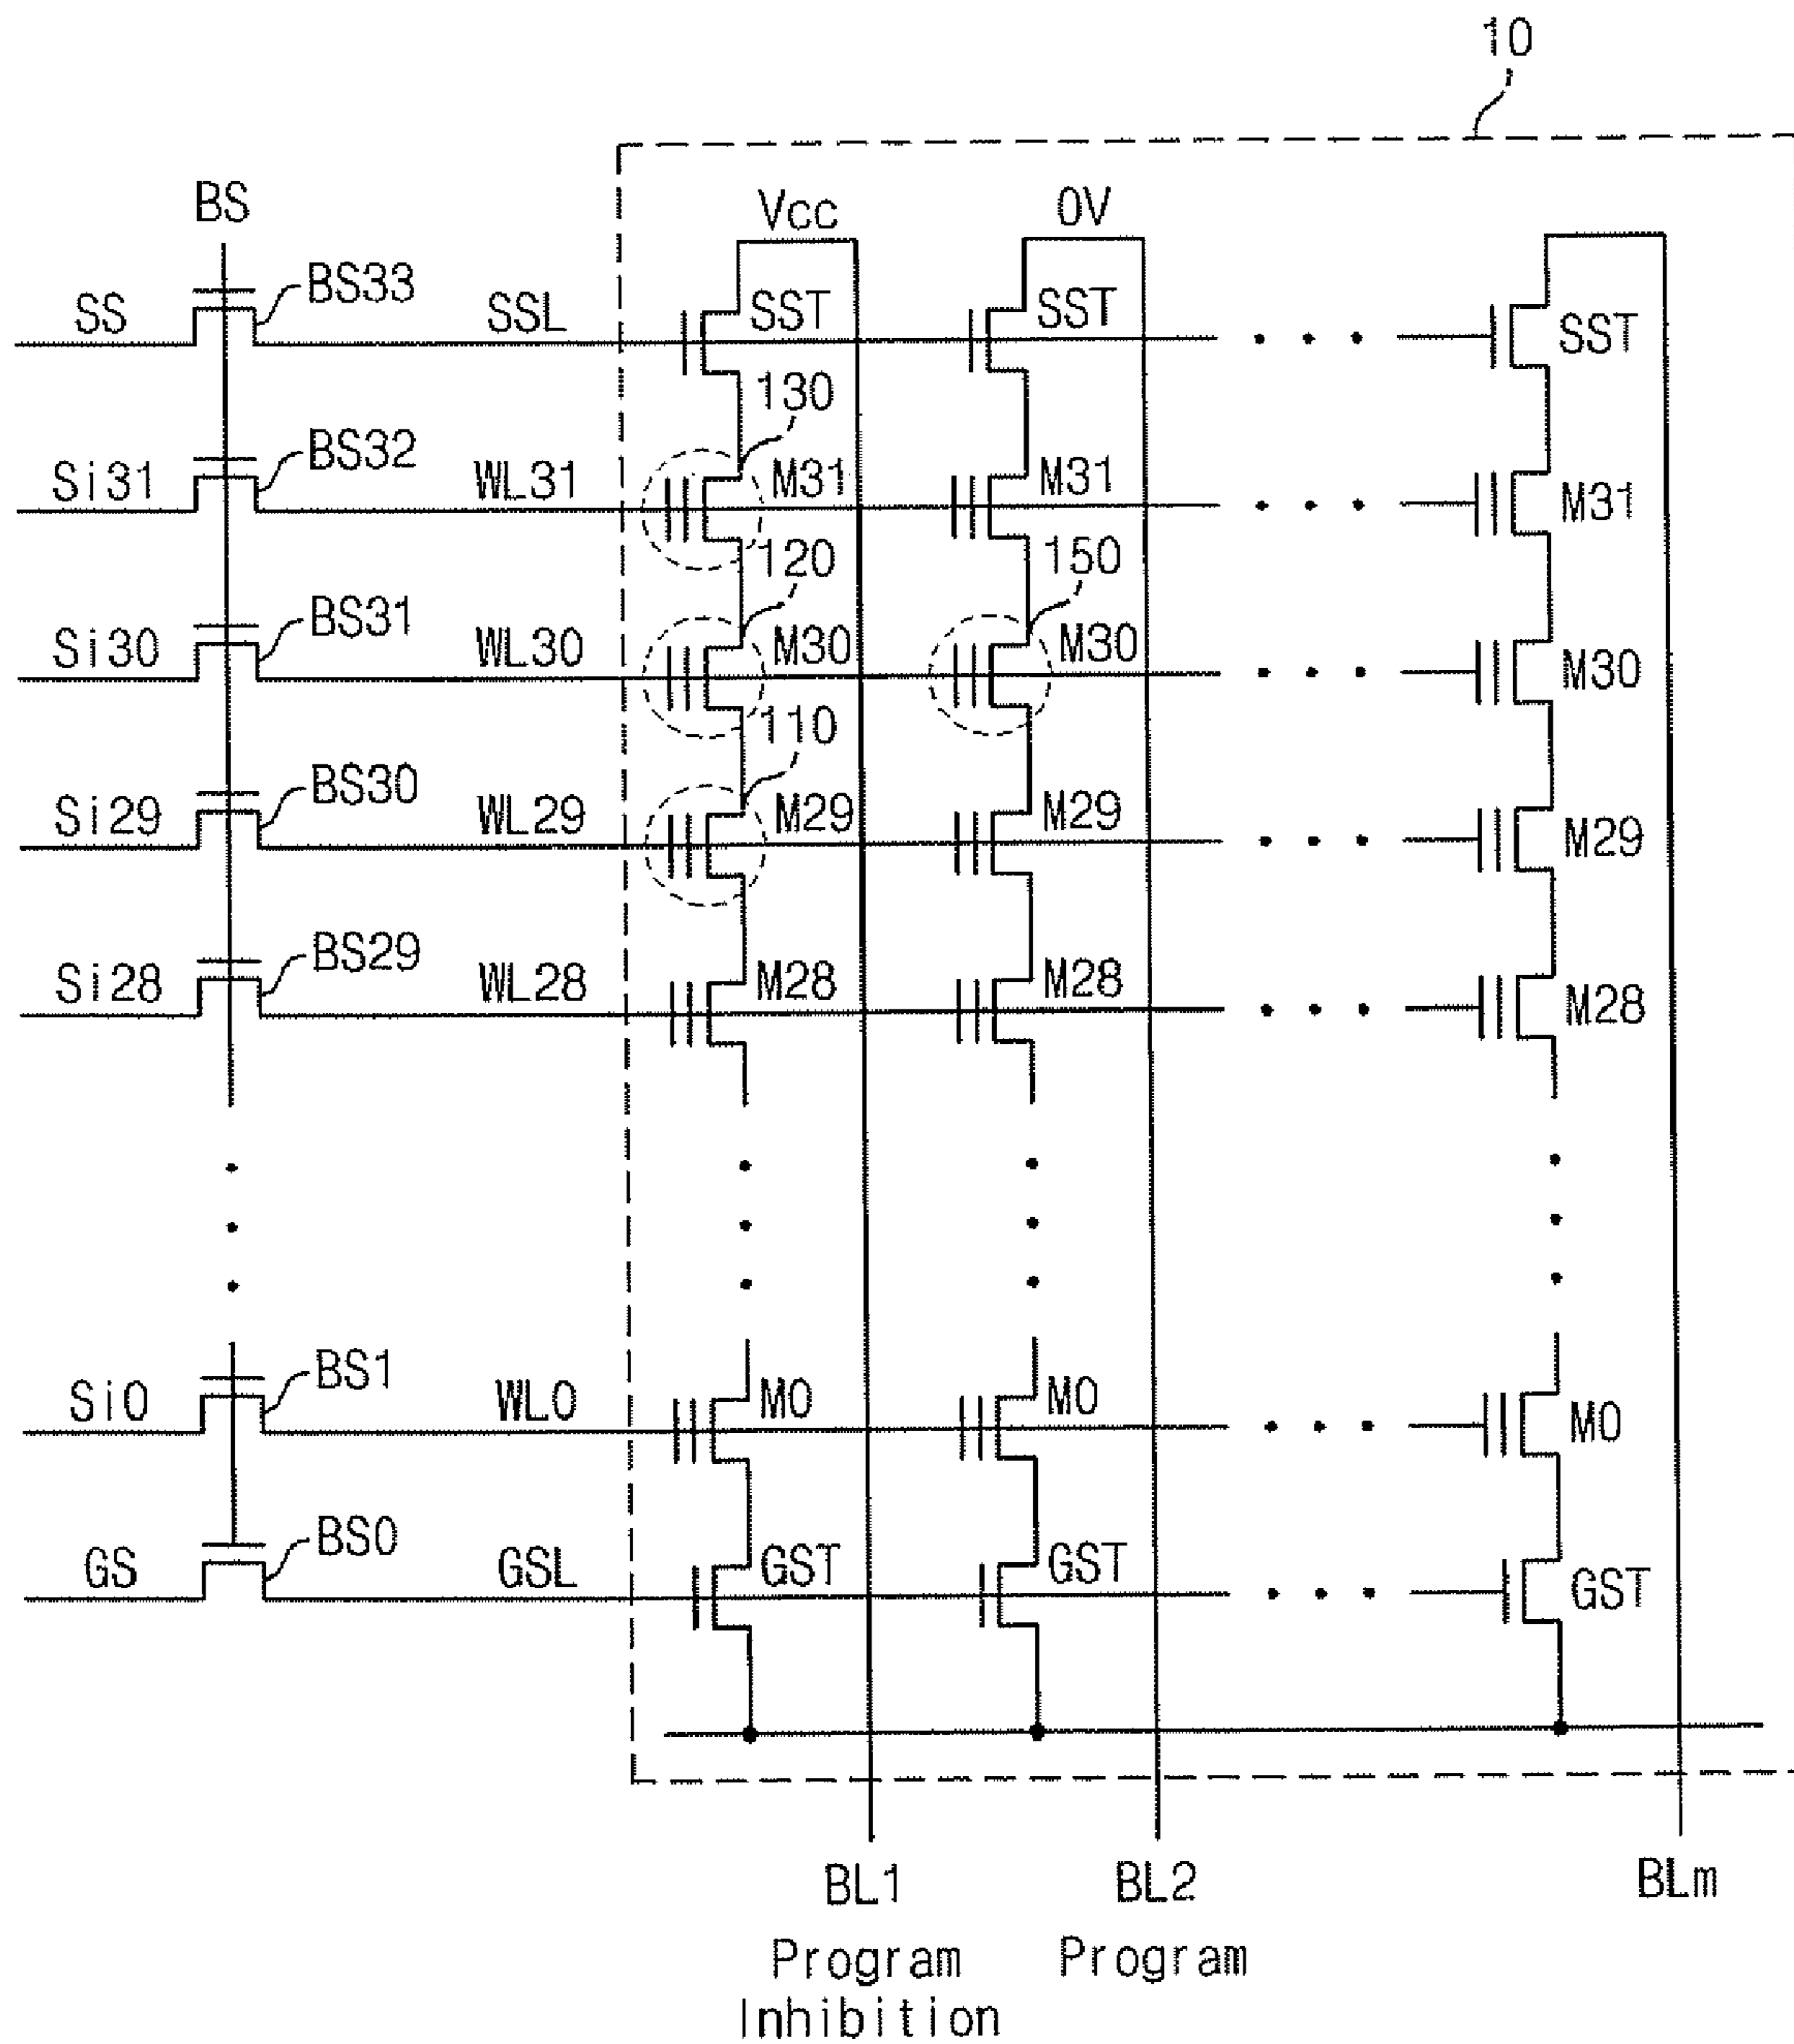 10
BS Vcc 0V
SS BS33 SSL SST SST SST
130
Si31 BS32 WL31 M31 M31 M31
120 150
Si30 BS31 WL30 M30 M30 M30
110
Si29 BS30 WL29 M29 M29 M29
Si28 BS29 WL28 M28 M28 M28
Si0 BS1 WL0 M0 M0 M0
GS BS0 GSL GST GST GST
BL1 BL2 BLm
Program Program
Inhibition